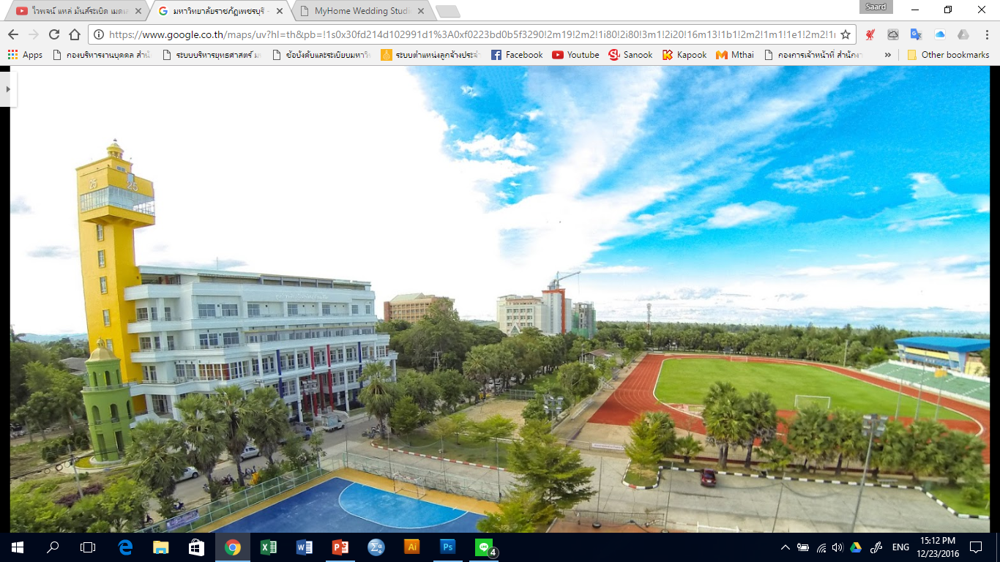 ไวพจน์ แหล่ มันส์ระเบิด เมดเล
มหาวิทยาลัยราชภัฏเพชรบุรี -
MyHome Wedding Studi
Saard
https://www.google.co.th/maps/uv?hl=th&pb=!1s0x30fd214d102991d1%3A0xf0223bd0b5f3290!2m19!2m2!1i80!2i80!3m1!2i20!16m13!1b1!2m2!1m1!1e1!2m2!1
Apps
กองบริหารงานบุคคล สำนั
ระบบบริหารยุทธศาสตร์ ม
ข้อบังคับและระเบียบมหาวิ
ระบบตำแหน่งลูกจ้างประจำ
Facebook
Youtube
Sanook
Kapook
Mthai
กองการเจ้าหน้าที่ สำนักง
»
Other bookmarks
25 25
4
ENG
15:12 PM
12/23/2016